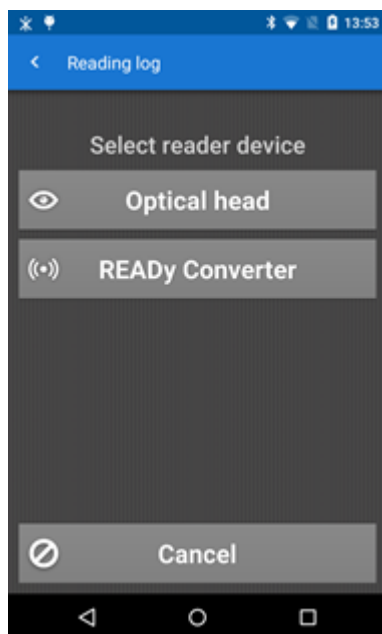 13:53
Reading log
Select reader device
Optical head
READy Converter
Cancel